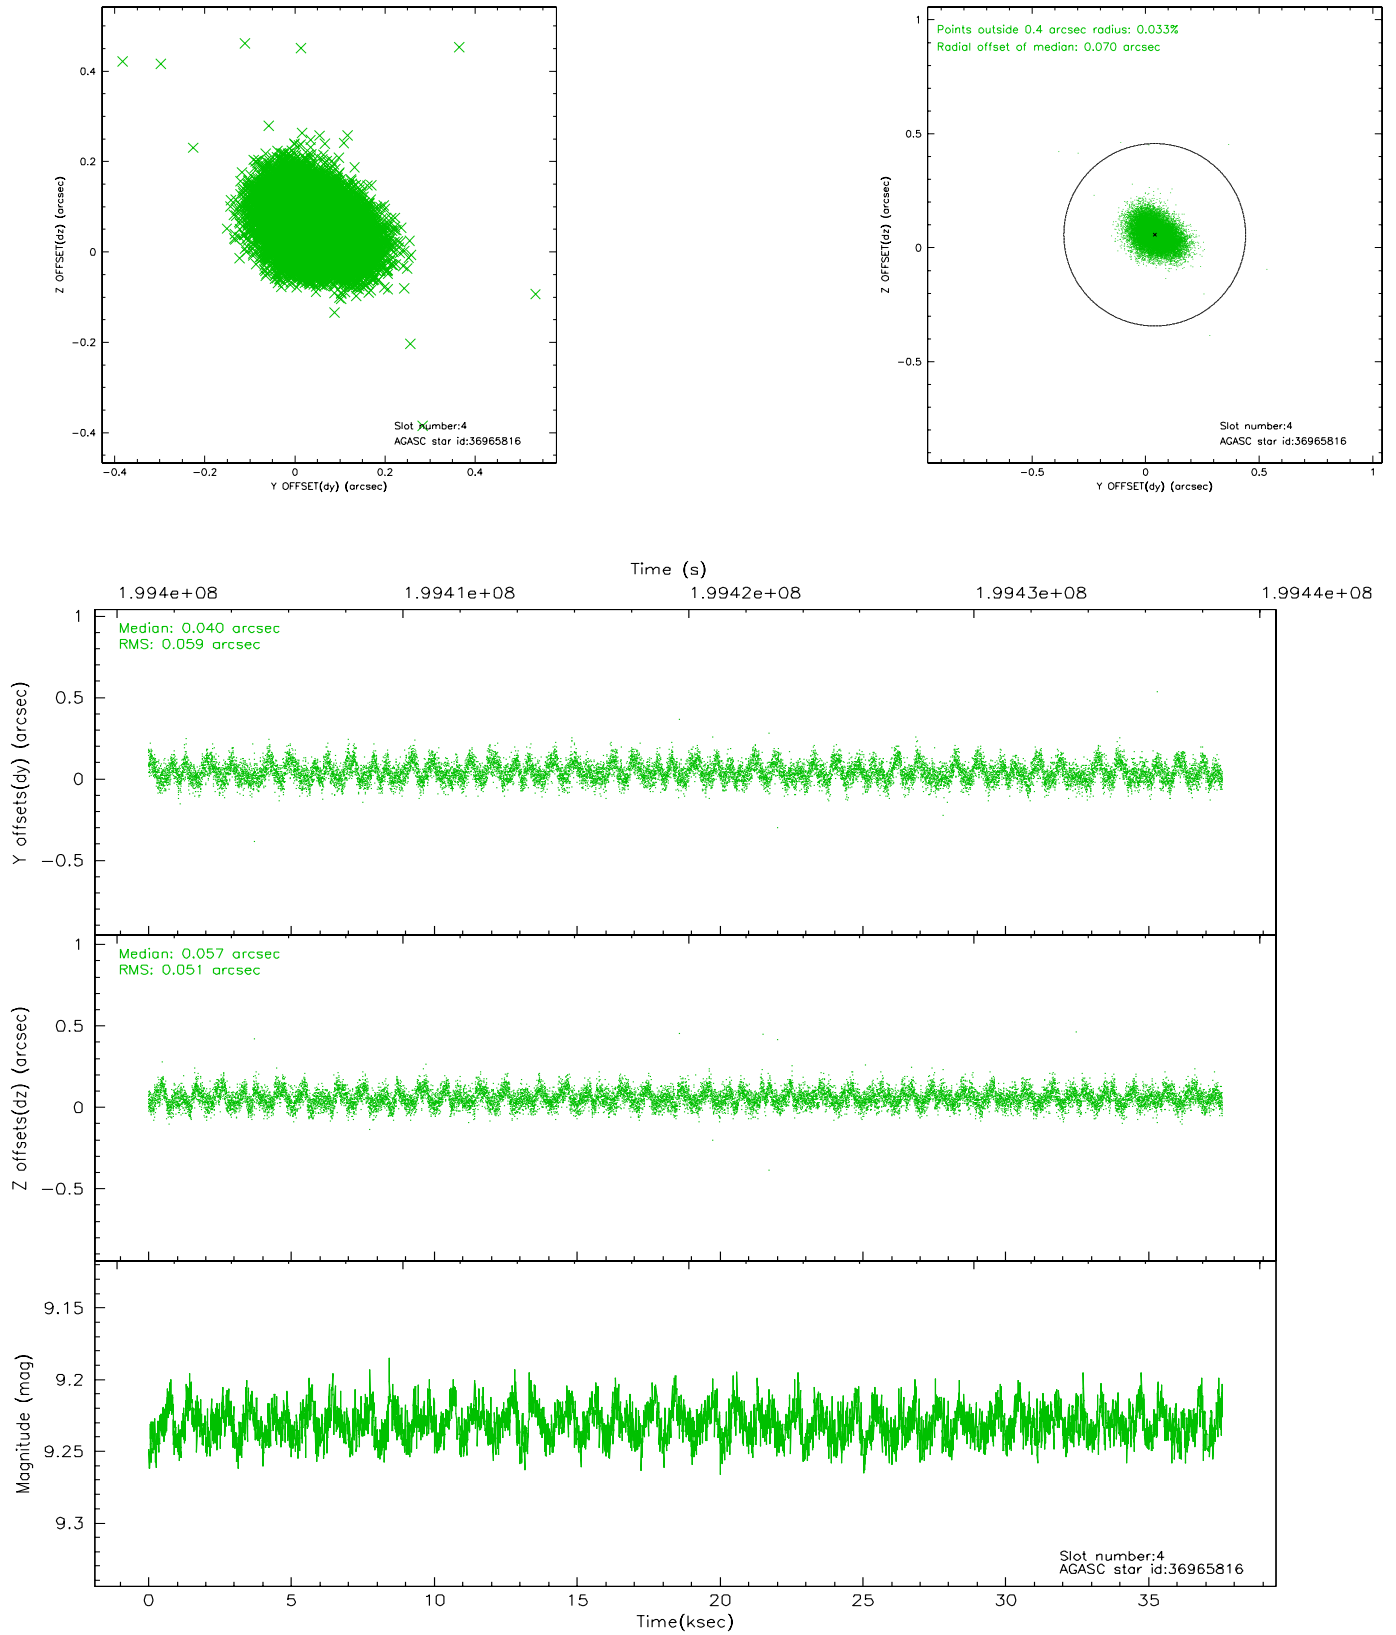 0.4
0.2
0
-0.2
-0.4
Z OFFSET(dz) (arcsec)
Slot number:4
AGASC star id:36965816
-0.4
-0.2
0
0.2
0.4
Y OFFSET(dy) (arcsec)
1
0.5
0
-0.5
Z OFFSET(dz) (arcsec)
Points outside 0.4 arcsec radius: 0.033%
Radial offset of median: 0.070 arcsec
Slot number:4
AGASC star id:36965816
-0.5
0
0.5
1
Y OFFSET(dy) (arcsec)
Time (s)
1.994e+08
1.9941e+08
1.9942e+08
1.9943e+08
1.9944e+08
Median: 0.040 arcsec
RMS: 0.059 arcsec
1
0.5
0
-0.5
Y offsets(dy) (arcsec)
Median: 0.057 arcsec
RMS: 0.051 arcsec
1
0.5
0
-0.5
Z offsets(dz) (arcsec)
9.15
9.2
9.25
9.3
Magnitude (mag)
Slot number:4
AGASC star id:36965816
0
5
10
15
20
25
30
35
Time(ksec)